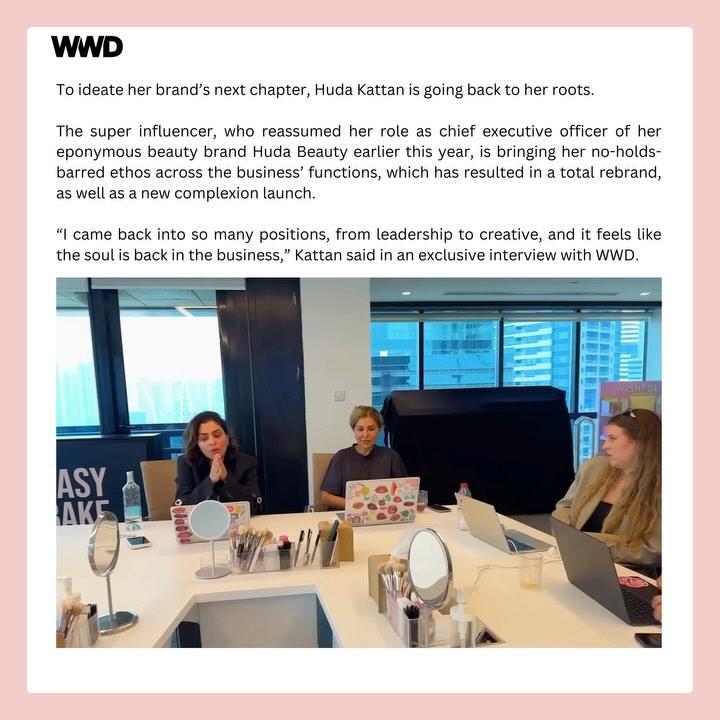 WWD
To ideate her brand’s next chapter, Huda Kattan is going back to her roots.
The super influencer, who reassumed her role as chief executive officer of her
eponymous beauty brand Huda Beauty earlier this year, is bringing her no-holds-
barred ethos across the business’ functions, which has resulted in a total rebrand,
as well as a new complexion launch.
“I came back into so many positions, from leadership to creative, and it feels like
the soul is back in the business,” Kattan said in an exclusive interview with WWD.
WISHFUL
ASY
BAKE